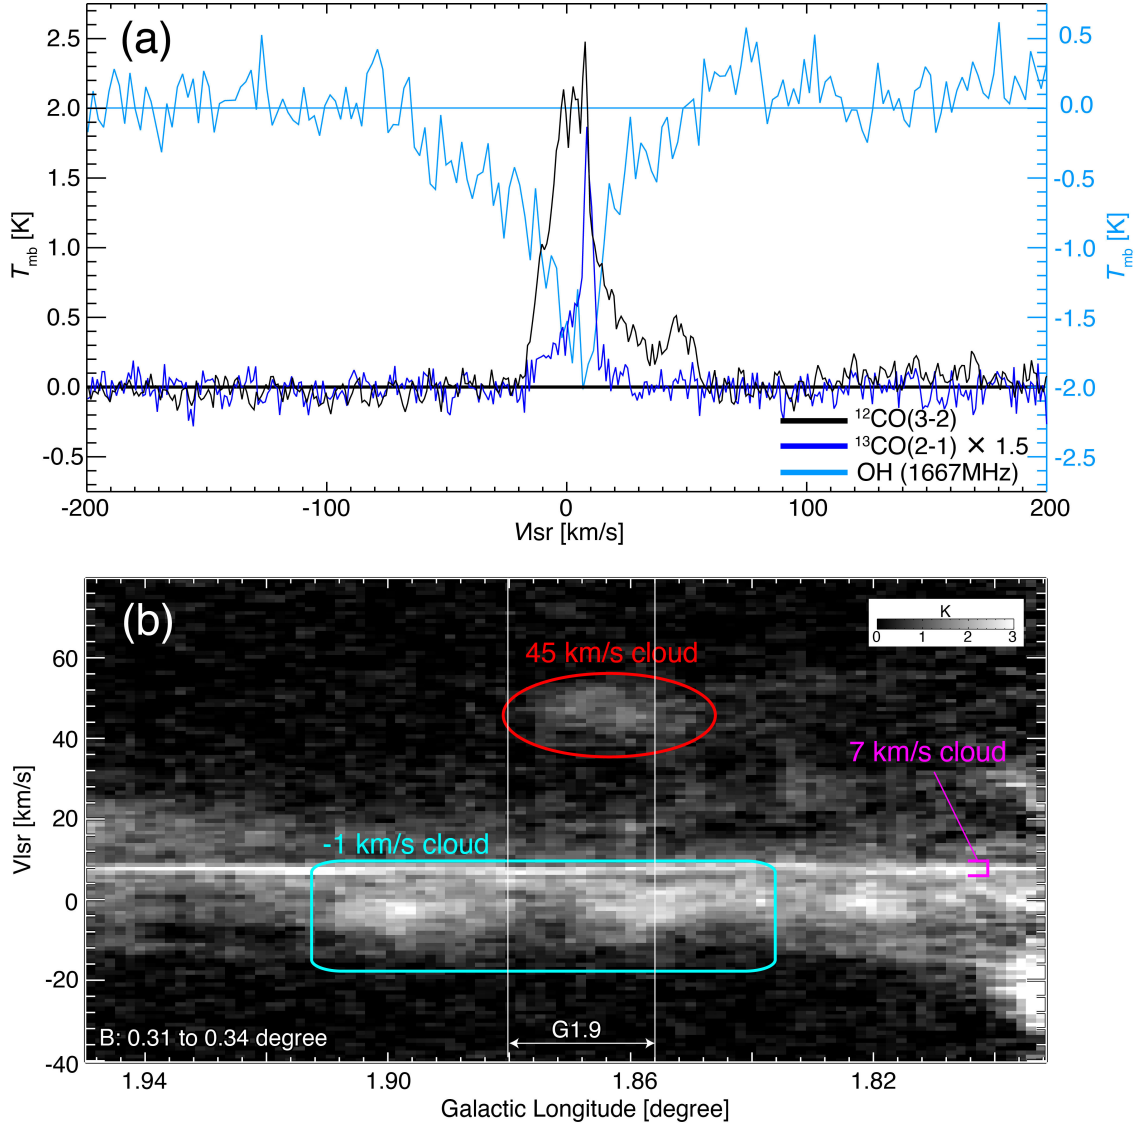 (a)
2.5
2.0
1.5
1.0
0.5
0.0
-0.5
0.5
0.0
-0.5
-1.0
-1.5
-2.0
-2.5
Tmb [K]
Tmb [K]
12CO(3-2)
13CO(2-1) × 1.5
OH (1667MHz)
-200 -100 0 100 200
Vlsr [km/s]
(b)
K
0 1 2 3
45 km/s cloud
7 km/s cloud
-1 km/s cloud
60
40
20
0
-20
-40
Vlsr [km/s]
G1.9
B: 0.31 to 0.34 degree
1.94 1.90 1.86 1.82
Galactic Longitude [degree]